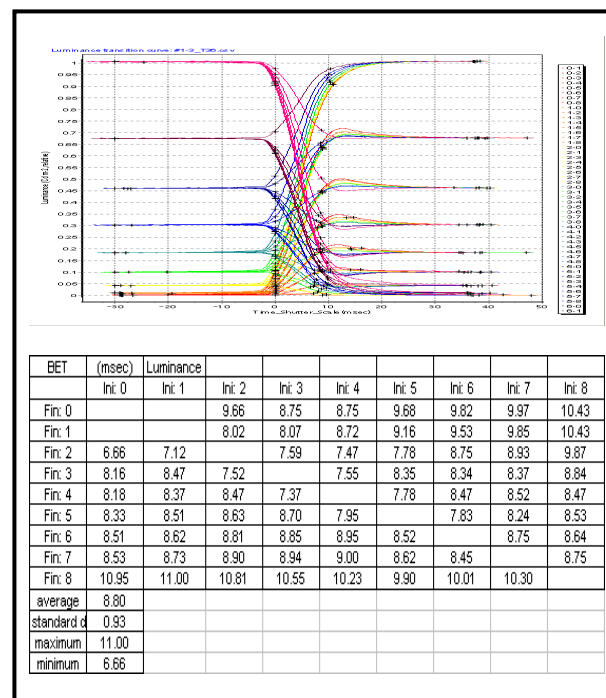 Luminance transition curve: #1-3_T35.csv
1
0.95
0.9
0.85
0.8
0.75
0.7
0.65
0.6
0.55
0.5
0.45
0.4
0.35
0.3
0.25
0.2
0.15
0.1
0.05
0
-30 -20 -10 0 10 20 30 40 50
Time_Shutter_Scale (msec)
BET (msec) Luminance
Ini: 0 Ini: 1 Ini: 2 Ini: 3 Ini: 4 Ini: 5 Ini: 6 Ini: 7 Ini: 8
Fin: 0 9.66 8.75 8.75 9.68 9.82 9.97 10.43
Fin: 1 8.02 8.07 8.72 9.16 9.53 9.85 10.43
Fin: 2 6.66 7.12 7.59 7.47 7.78 8.75 8.93 9.87
Fin: 3 8.16 8.47 7.52 7.55 8.35 8.34 8.37 8.84
Fin: 4 8.18 8.37 8.47 7.37 7.78 8.47 8.52 8.47
Fin: 5 8.33 8.51 8.63 8.70 7.95 7.83 8.24 8.53
Fin: 6 8.51 8.62 8.81 8.85 8.95 8.52 8.75 8.64
Fin: 7 8.53 8.73 8.90 8.94 9.00 8.62 8.45 8.75
Fin: 8 10.95 11.00 10.81 10.55 10.23 9.90 10.01 10.30
average 8.80
standard d 0.93
maximum 11.00
minimum 6.66